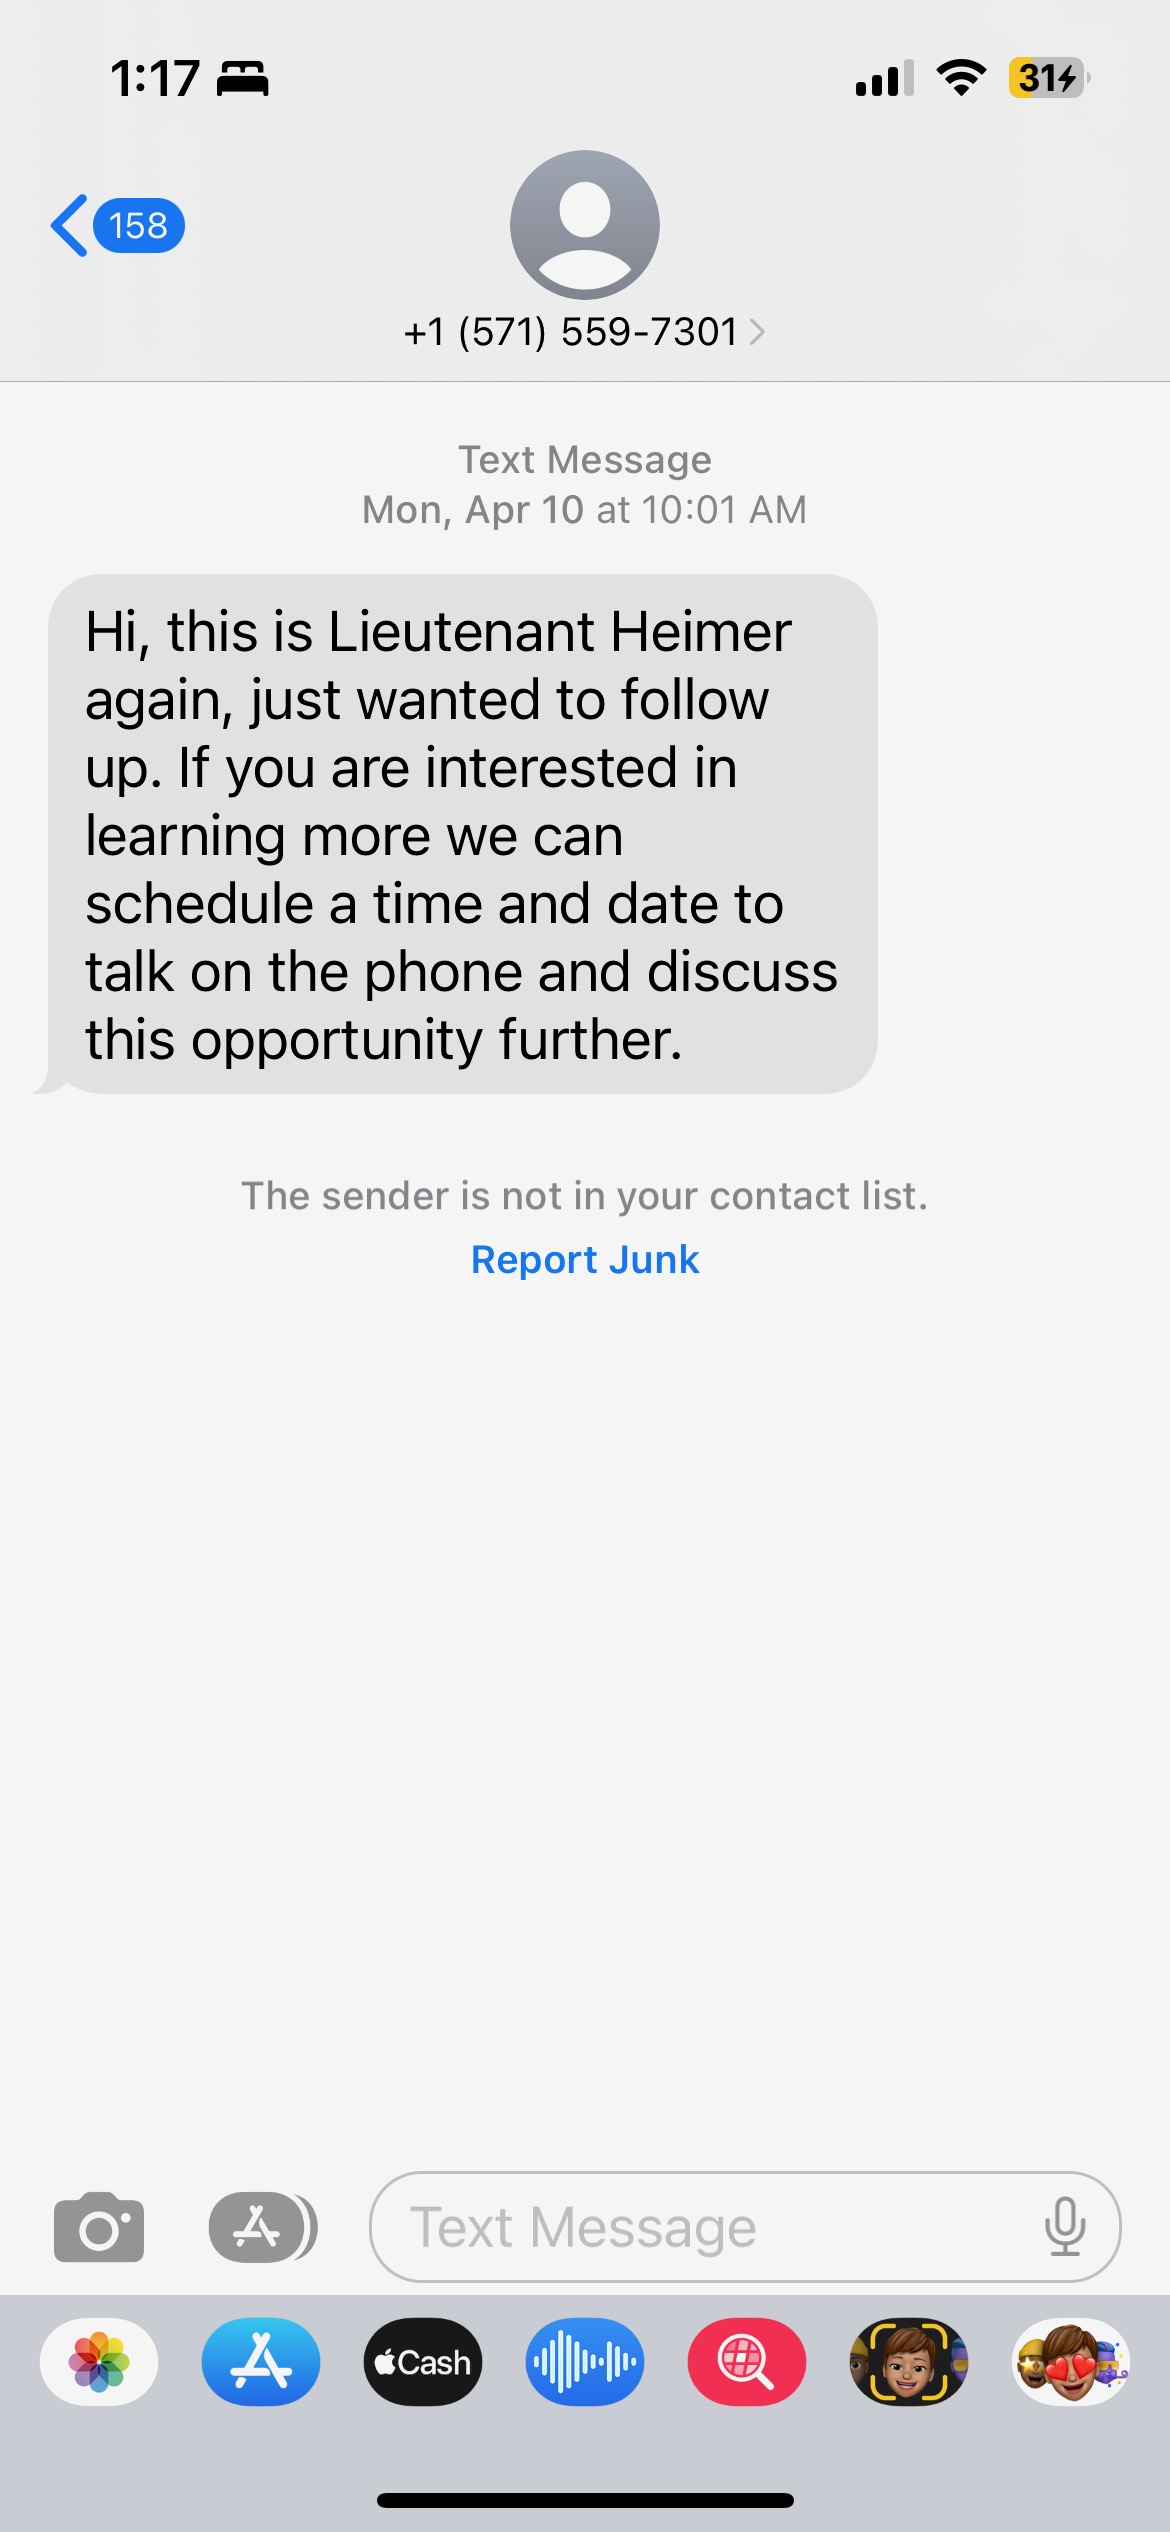 1:17
31
158
+1 (571) 559-7301
Text Message
Mon, Apr 10 at 10:01 AM
Hi, this is Lieutenant Heimer
again, just wanted to follow
up. If you are interested in
learning more we can
schedule a time and date to
talk on the phone and discuss
this opportunity further.
The sender is not in your contact list.
Report Junk
Text Message
Cash